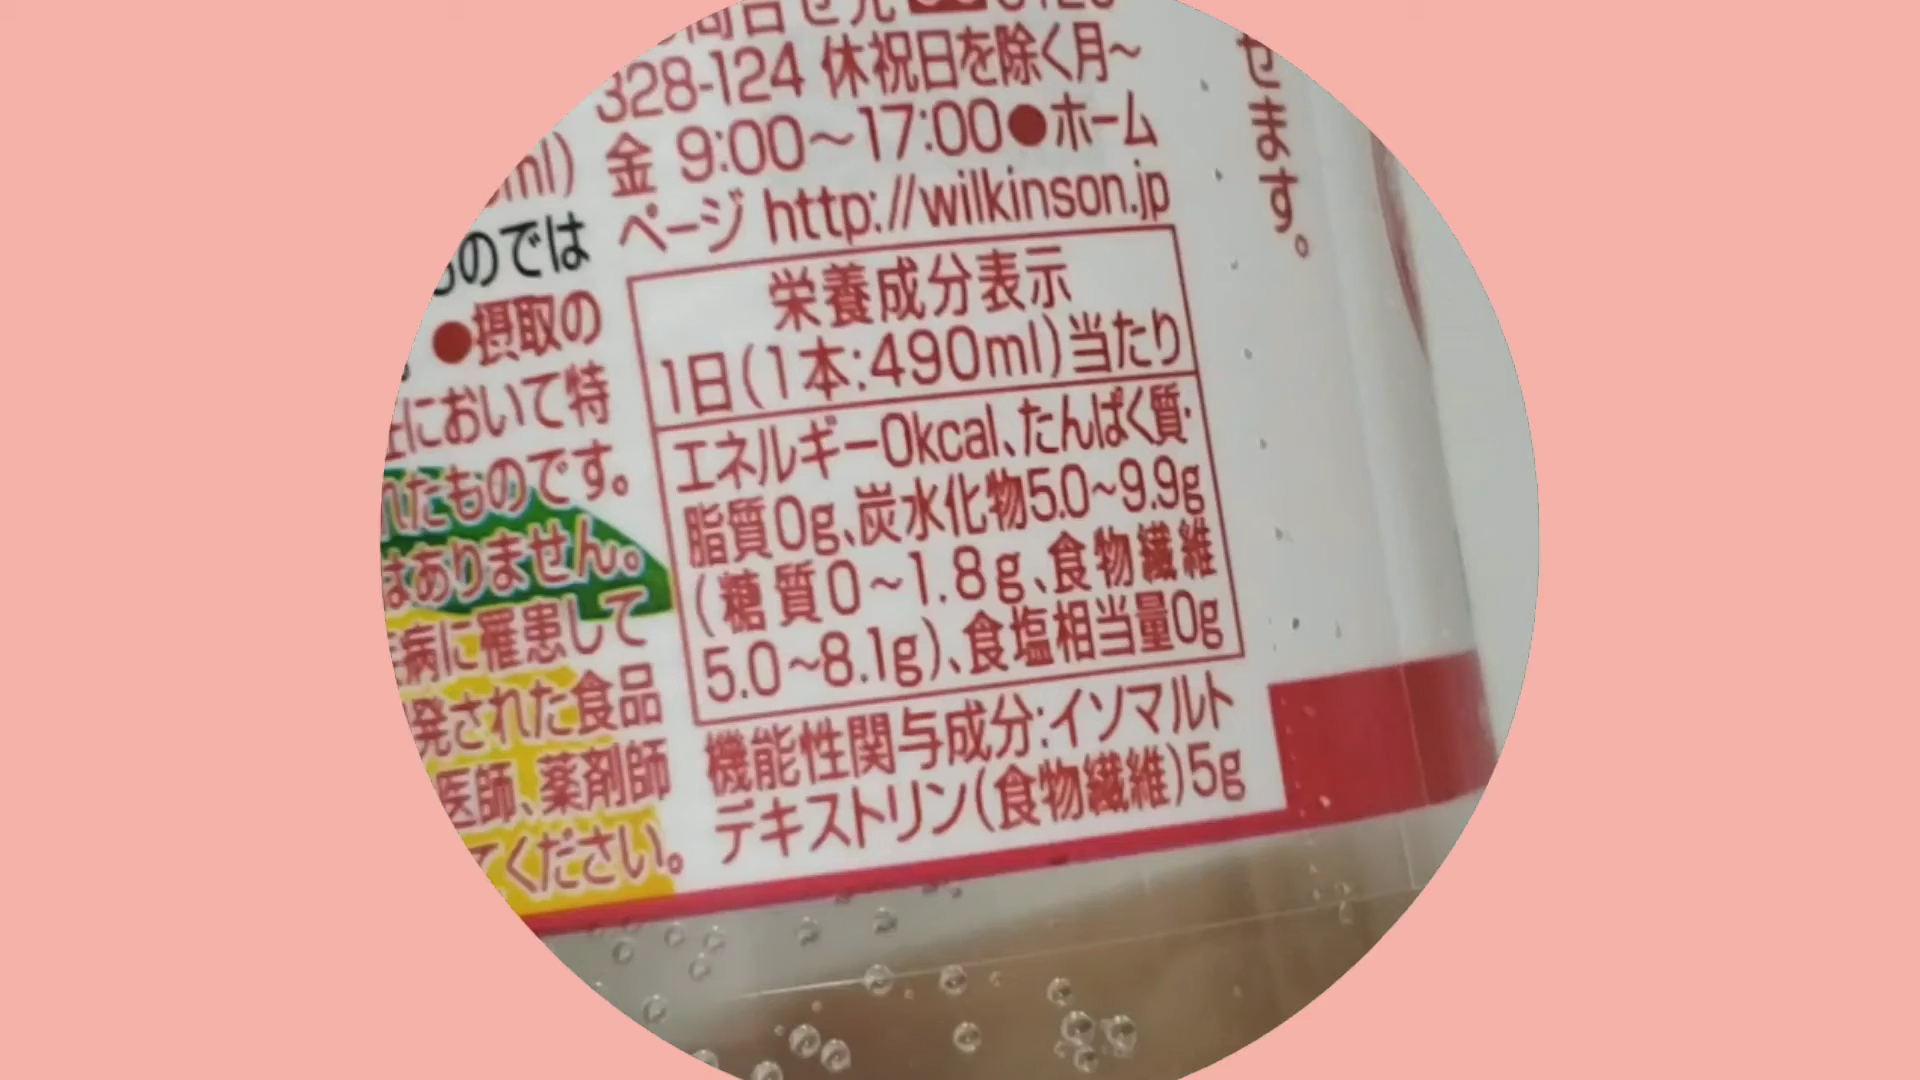 328-124 休祝日を除く月~
金 9:00~17:00●ホーム
ページ http://wilkinson.jp
栄養成分表示
1日(1本:490ml)当たり
エネルギー0kcal、たんぱく質・
脂質0g、炭水化物5.0~9.9g
(糖質0~1.8g、食物繊維
5.0~8.1g)、食塩相当量0g
機能性関与成分:イソマルト
デキストリン(食物繊維)5g
ml)
のでは
●摂取の
において特
れたものです。
はありません。
病に罹患して
発された食品
医師、薬剤師
てください。
せます。